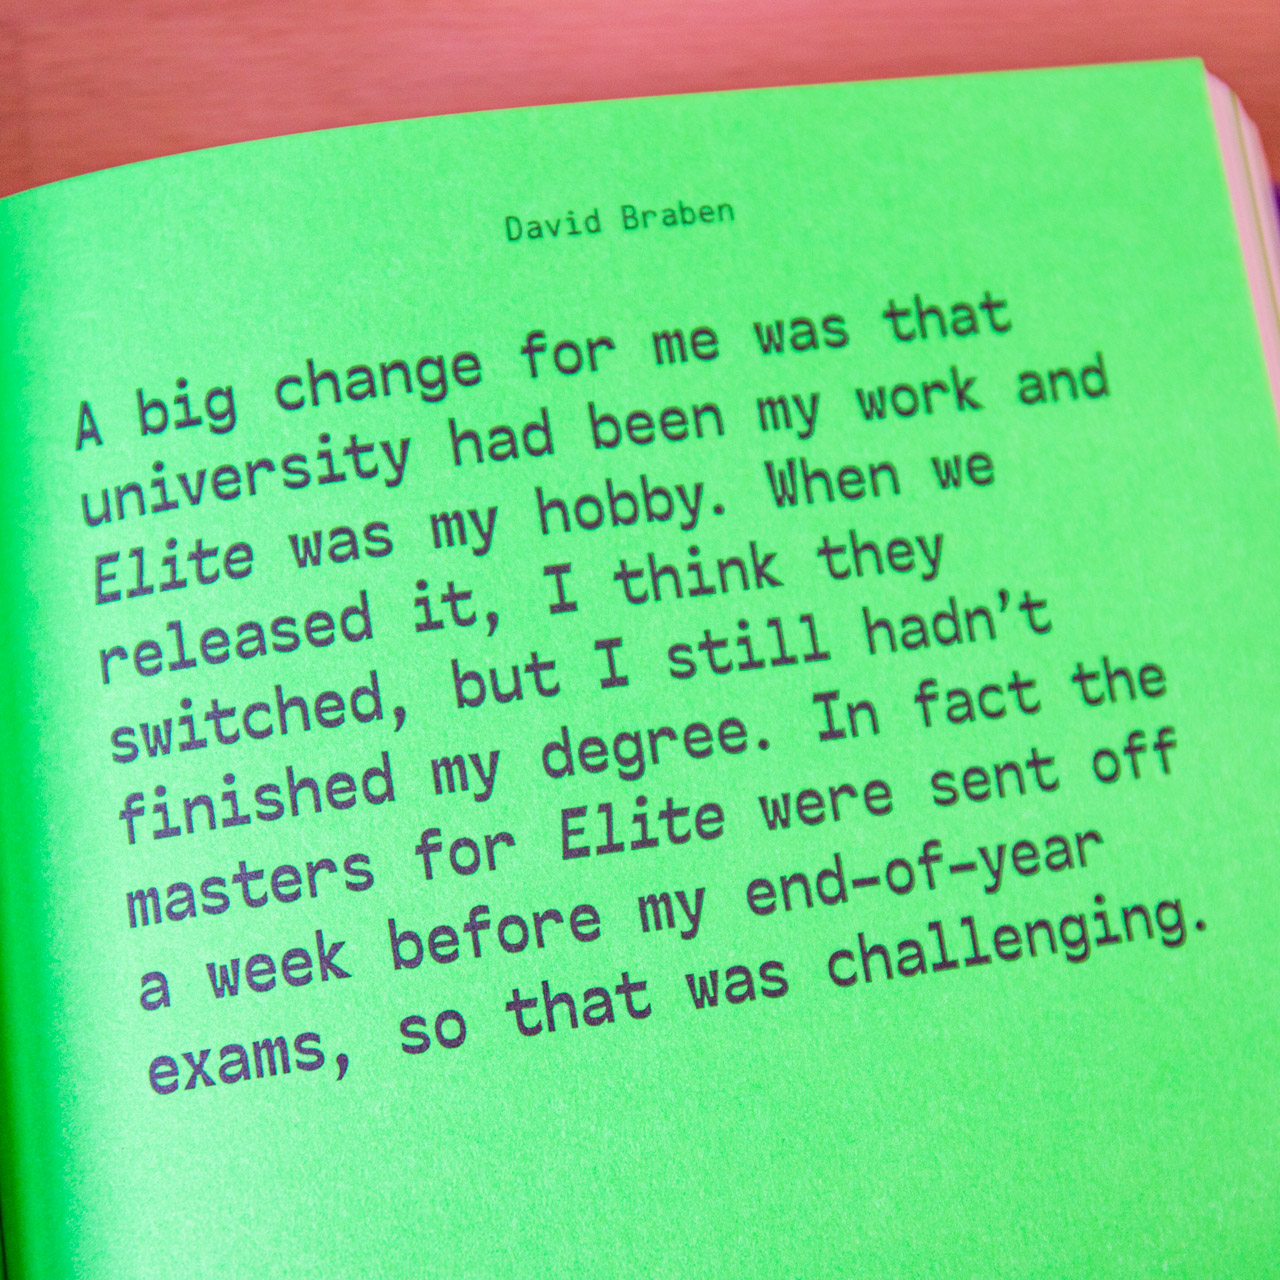 David Braben
A big change for me was that
university had been my work and
Elite was my hobby. When we
released it, I think they
switched, but I still hadn’t
finished my degree. In fact the
masters for Elite were sent off
a week before my end-of-year
exams, so that was challenging.